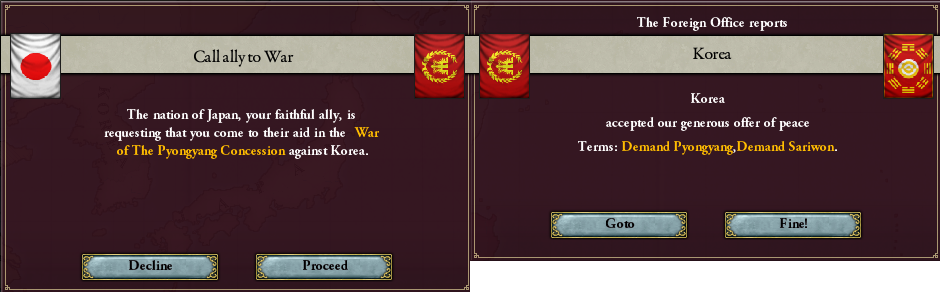 Call ally to War
The nation of Japan, your faithful ally, is
requesting that you come to their aid in the War
of The Pyongyang Concession against Korea.
Decline
Proceed
The Foreign Office reports
Korea
Korea
accepted our generous offer of peace
Terms: Demand Pyongyang,Demand Sariwon.
Goto
Fine!